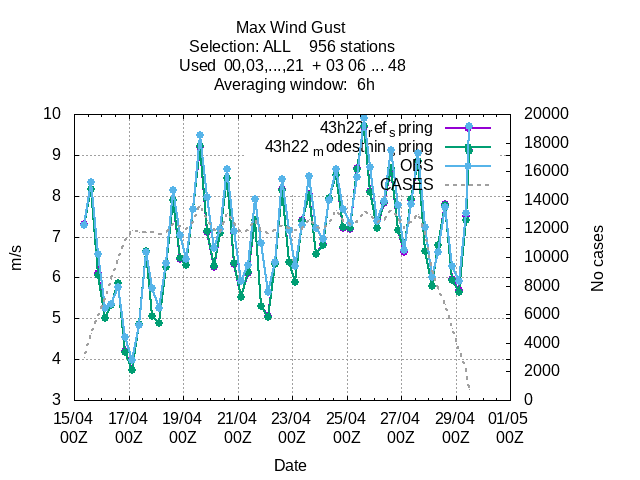 Max Wind Gust
Selection: ALL 956 stations
Used 00,03,...,21 + 03 06 ... 48
Averaging window: 6h
10 20000
43h22refspring
18000
9 43h22modesthinspring
16000
OBS
CASES
8 14000
12000
7
m/s No cases
10000
6
8000
5 6000
4000
4
2000
3 0
15/04 17/04 19/04 21/04 23/04 25/04 27/04 29/04 01/05
00Z 00Z 00Z 00Z 00Z 00Z 00Z 00Z 00Z
Date